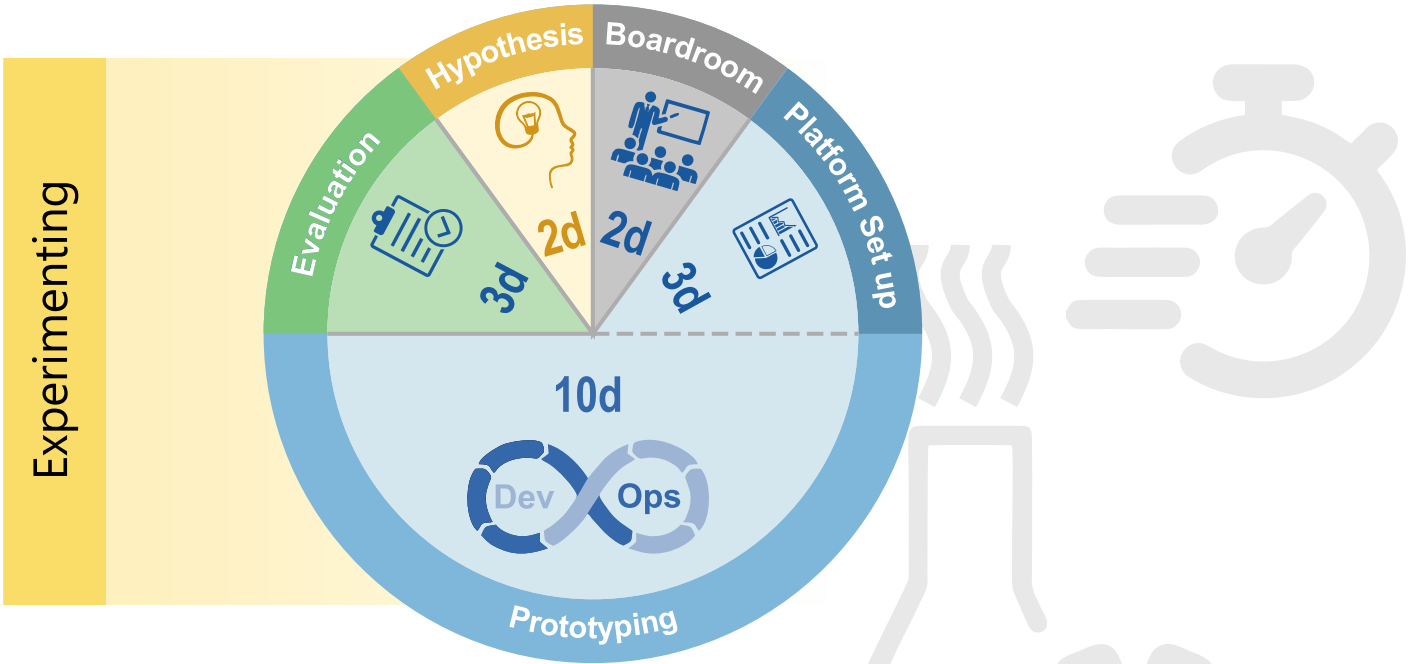 Experimenting
Evaluation
3d
Hypothesis
2d
Boardroom
2d
Platform Set up
3d
10d
Dev Ops
Prototyping